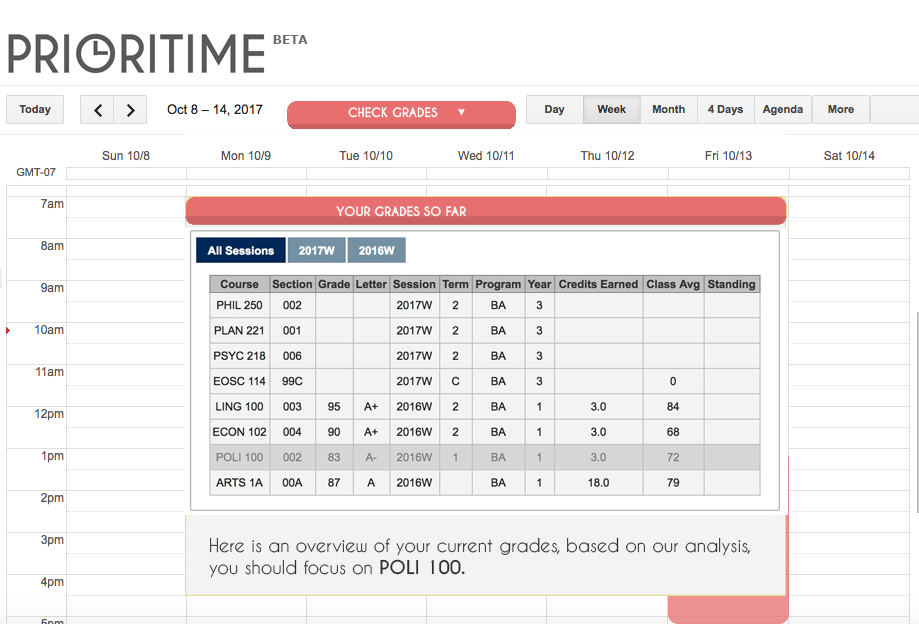 PRIORITIME BETA
Today < > Oct 8 – 14, 2017 CHECK GRADES ▼ Day Week Month 4 Days Agenda More
Sun 10/8 Mon 10/9 Tue 10/10 Wed 10/11 Thu 10/12 Fri 10/13 Sat 10/14
GMT-07
7am
YOUR GRADES SO FAR
8am
All Sessions 2017W 2016W
9am
Course Section Grade Letter Session Term Program Year Credits Earned Class Avg Standing
PHIL 250 002 2017W 2 BA 3
10am
PLAN 221 001 2017W 2 BA 3
PSYC 218 006 2017W 2 BA 3
11am
EOSC 114 99C 2017W C BA 3 0
LING 100 003 95 A+ 2016W 2 BA 1 3.0 84
12pm
ECON 102 004 90 A+ 2016W 2 BA 1 3.0 68
1pm
POLI 100 002 83 A- 2016W 1 BA 1 3.0 72
ARTS 1A 00A 87 A 2016W BA 1 18.0 79
2pm
3pm
Here is an overview of your current grades, based on our analysis,
you should focus on POLI 100.
4pm
5pm